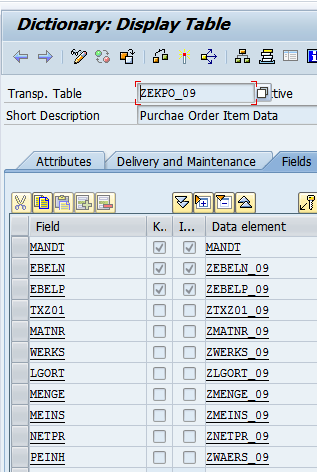 Dictionary: Display Table
Transp. Table ZEKPO_09 tive
Short Description Purchae Order Item Data
Attributes Delivery and Maintenance Fields
Field K.. I... Data element
MANDT MANDT
EBELN ZEBELN_09
EBELP ZEBELP_09
TXZ01 ZTXZ01_09
MATNR ZMATNR_09
WERKS ZWERKS_09
LGORT ZLGORT_09
MENGE ZMENGE_09
MEINS ZMEINS_09
NETPR ZNETPR_09
PEINH ZWAERS_09